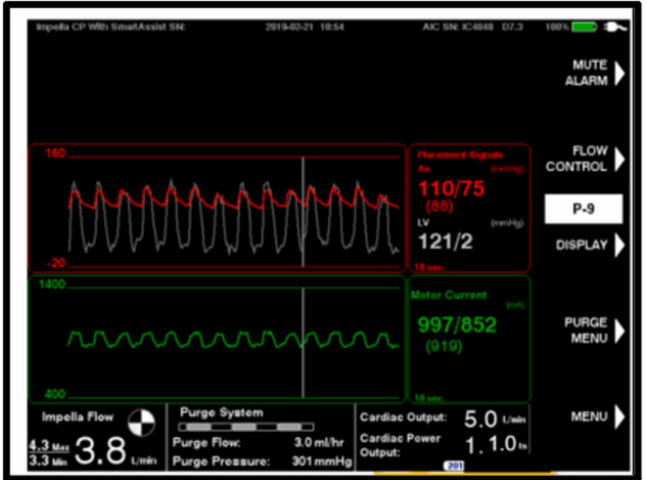 Impella CP With SmartAssist SN: 2019-02-21 18:54 AIC SN: IC4048 D7.3 100%
MUTE
ALARM
160
Placement Signals
Ao (mmHg)
110/75
(88)
LV (mmHg)
121/2
-20
10 sec.
FLOW
CONTROL
P-9
DISPLAY
1400
Motor Current
(mA)
997/852
(919)
400
10 sec.
PURGE
MENU
Impella Flow
4.3 Max
3.3 Min
3.8 L/min
Purge System
Purge Flow: 3.0 ml/hr
Purge Pressure: 301 mmHg
Cardiac Output: 5.0 L/min
Cardiac Power
Output: 1.1.0
201
MENU